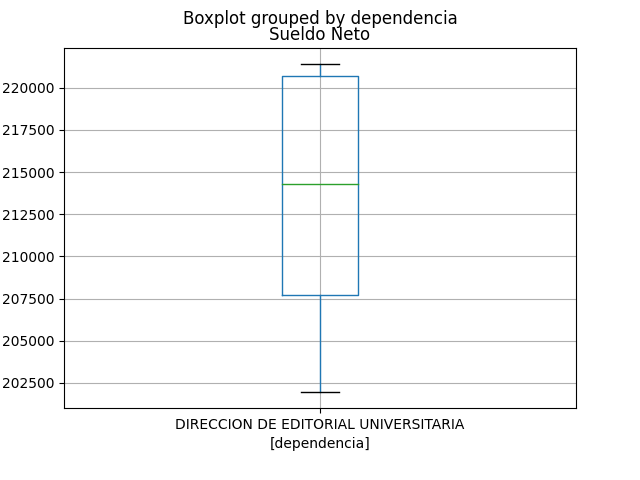 Boxplot grouped by dependencia
Sueldo Neto
220000
217500
215000
212500
210000
207500
205000
202500
DIRECCION DE EDITORIAL UNIVERSITARIA
[dependencia]